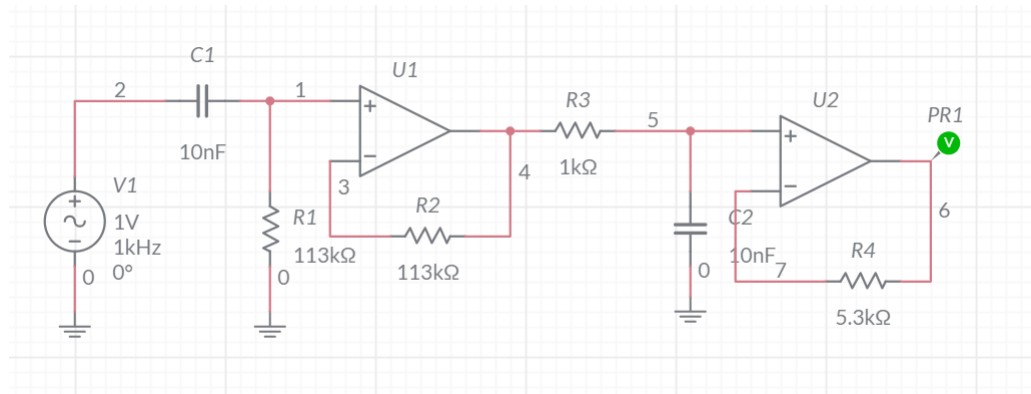 C1
10nF
2
1
V1
1V
1kHz
0°
0
R1
113kΩ
0
U1
+
−
3
R2
113kΩ
4
R3
1kΩ
5
C2
10nF
0
U2
+
−
7
R4
5.3kΩ
6
PR1
V